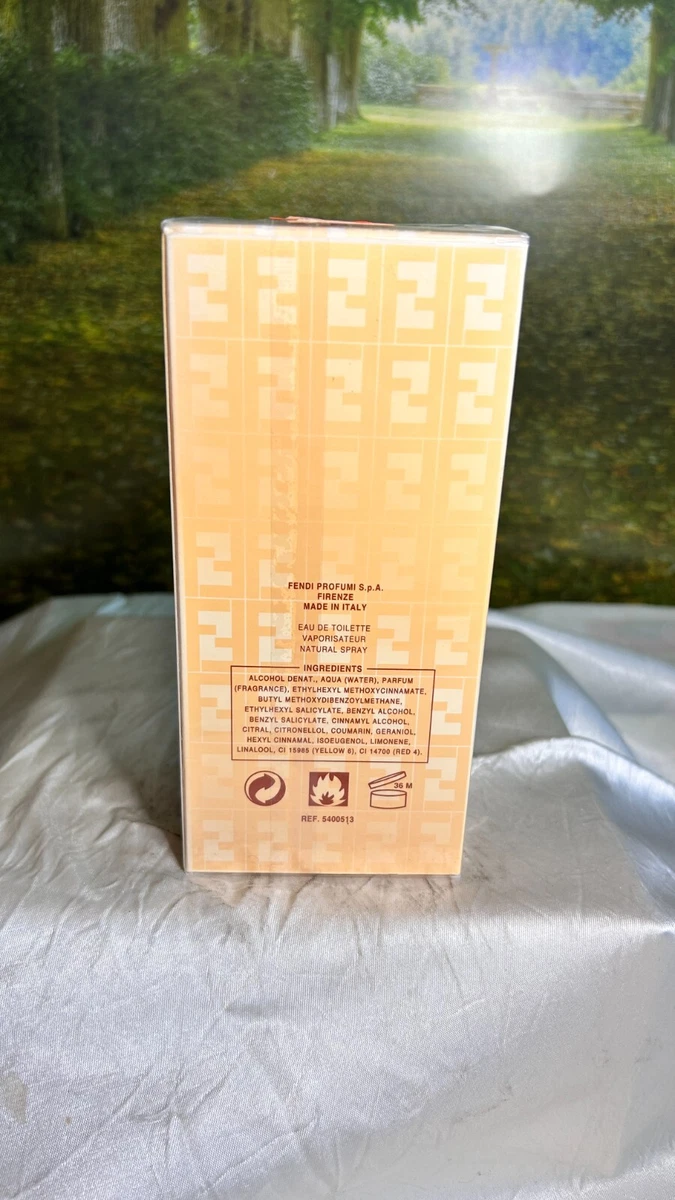 FENDI PROFUMI S.p.A.
FIRENZE
MADE IN ITALY
EAU DE TOILETTE
VAPORISATEUR
NATURAL SPRAY
INGREDIENTS
ALCOHOL DENAT., AQUA (WATER), PARFUM
(FRAGRANCE), ETHYLHEXYL METHOXYCINNAMATE,
BUTYL METHOXYDIBENZOYLMETHANE,
ETHYLHEXYL SALICYLATE, BENZYL ALCOHOL,
BENZYL SALICYLATE, CINNAMYL ALCOHOL,
CITRAL, CITRONELLOL, COUMARIN, GERANIOL,
HEXYL CINNAMAL, ISOEUGENOL, LIMONENE,
LINALOOL, CI 15985 (YELLOW 6), CI 14700 (RED 4).
36 M
REF. 5400513